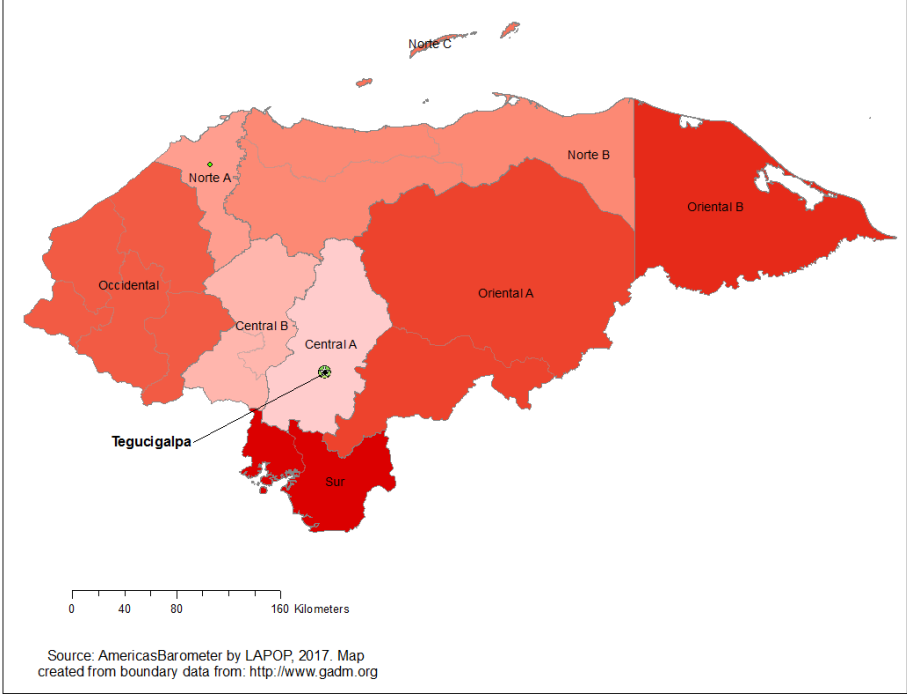 Norte C
Norte B
Norte A
Oriental B
Occidental
Oriental A
Central B
Central A
Tegucigalpa
Sur
0 40 80 160 Kilometers
Source: AmericasBarometer by LAPOP, 2017. Map
created from boundary data from: http://www.gadm.org